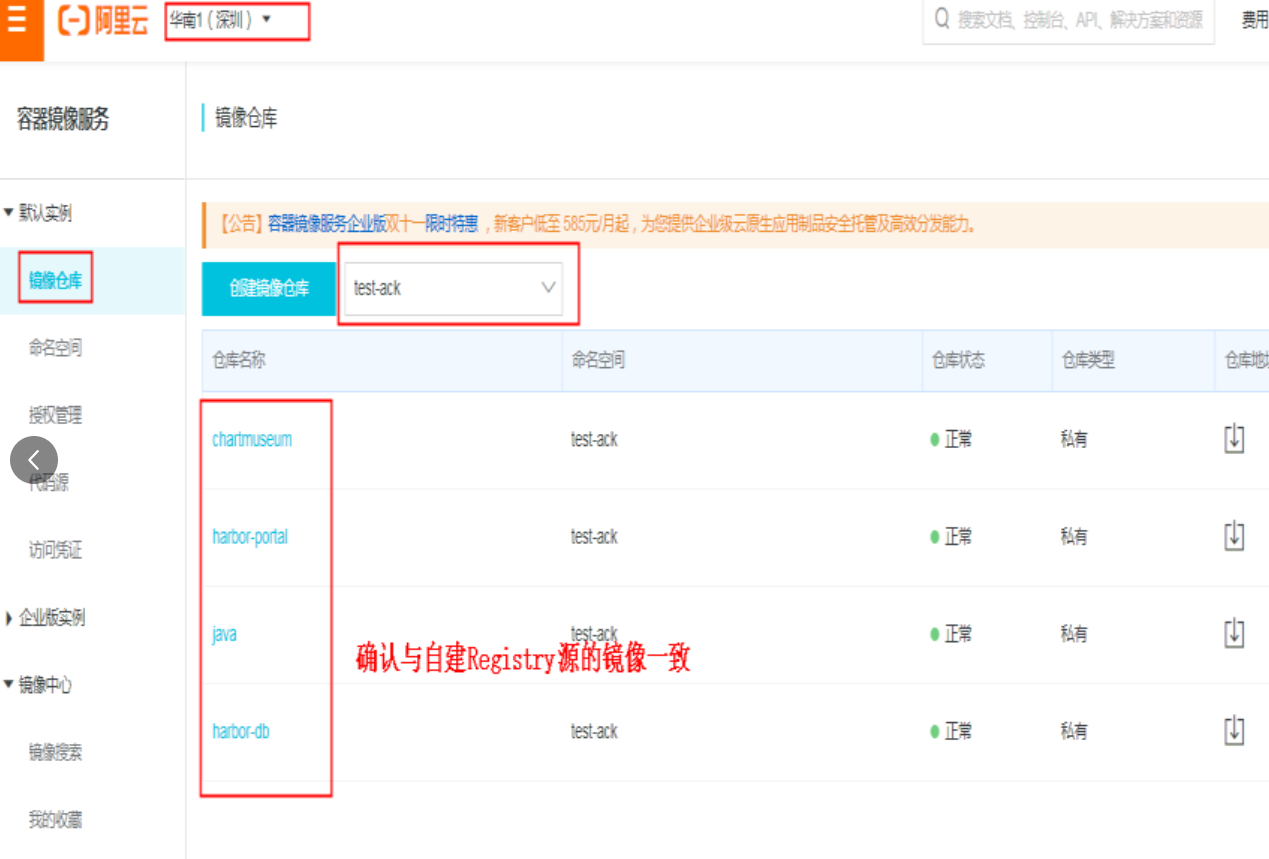 阿里云 华南1（深圳） 搜索文档、控制台、API、解决方案和资源 费用
容器镜像服务
镜像仓库
默认实例
镜像仓库
命名空间
授权管理
代码源
访问凭证
企业版实例
镜像中心
镜像搜索
我的收藏
【公告】容器镜像服务企业版双十一限时特惠，新客户低至 585元/月起，为您提供企业级云原生应用制品安全托管及高效分发能力。
创建镜像仓库 test-ack
仓库名称 命名空间 仓库状态 仓库类型 仓库地
chartmuseum test-ack 正常 私有
harbor-portal test-ack 正常 私有
java test-ack 正常 私有
确认与自建Registry源的镜像一致
harbor-db test-ack 正常 私有